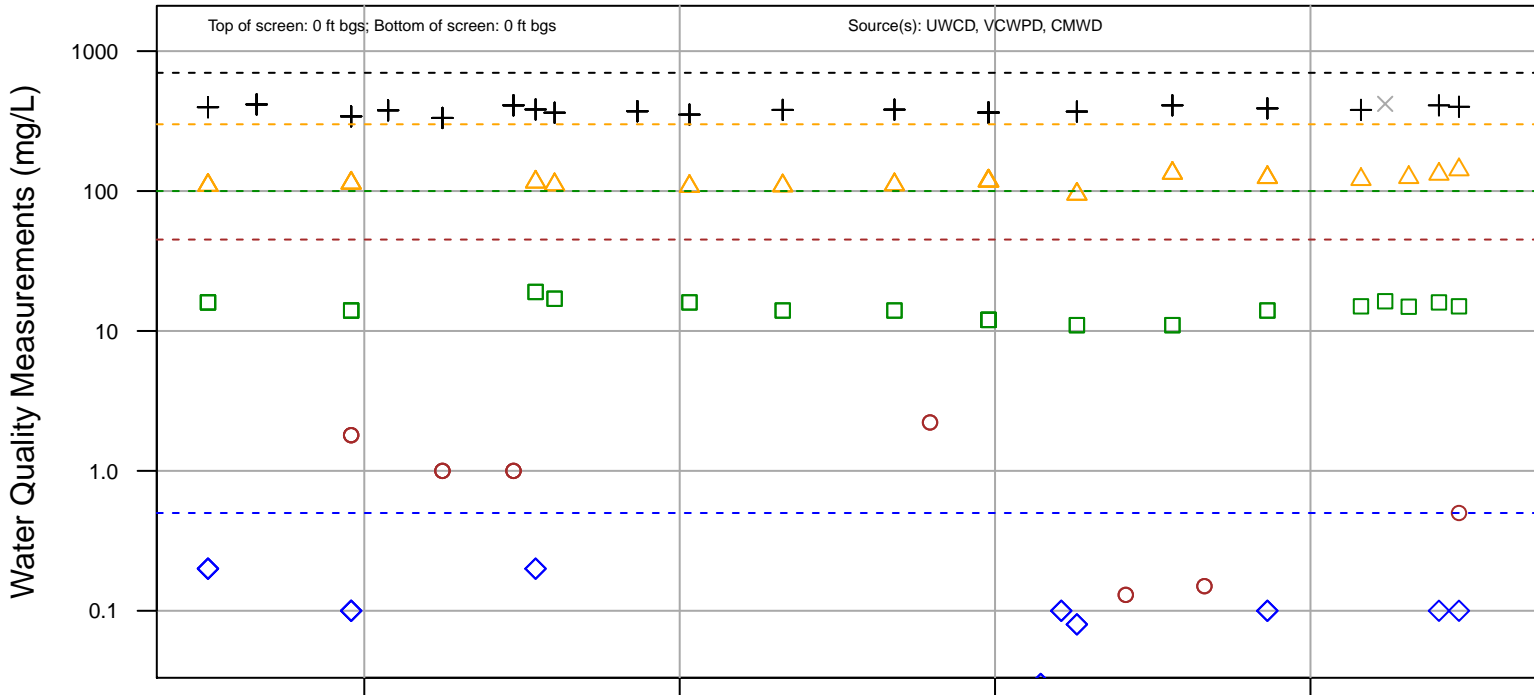 Top of screen: 0 ft bgs; Bottom of screen: 0 ft bgs
Source(s): UWCD, VCWPD, CMWD
Water Quality Measurements (mg/L)
1000
100
10
1.0
0.1